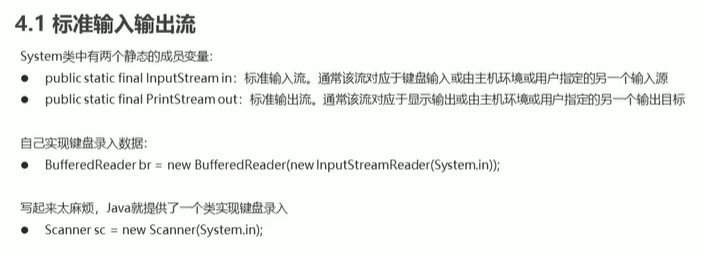 4.1 标准输入输出流
System类中有两个静态的成员变量:
● public static final InputStream in：标准输入流。通常该流对应于键盘输入或由主机环境或用户指定的另一个输入源
● public static final PrintStream out：标准输出流。通常该流对应于显示输出或由主机环境或用户指定的另一个输出目标
自己实现键盘录入数据:
● BufferedReader br = new BufferedReader(new InputStreamReader(System.in));
写起来太麻烦，Java就提供了一个类实现键盘录入
● Scanner sc = new Scanner(System.in);